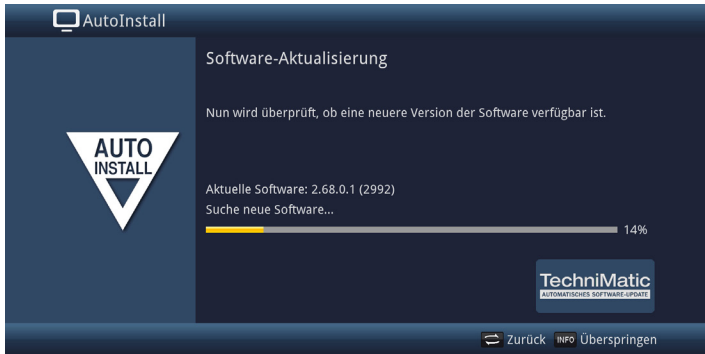 AutoInstall
Software-Aktualisierung
Nun wird überprüft, ob eine neuere Version der Software verfügbar ist.
AUTO
INSTALL
Aktuelle Software: 2.68.0.1 (2992)
Suche neue Software...
14%
TechniMatic
AUTOMATISCHES SOFTWARE-UPDATE
Zurück INFO Überspringen